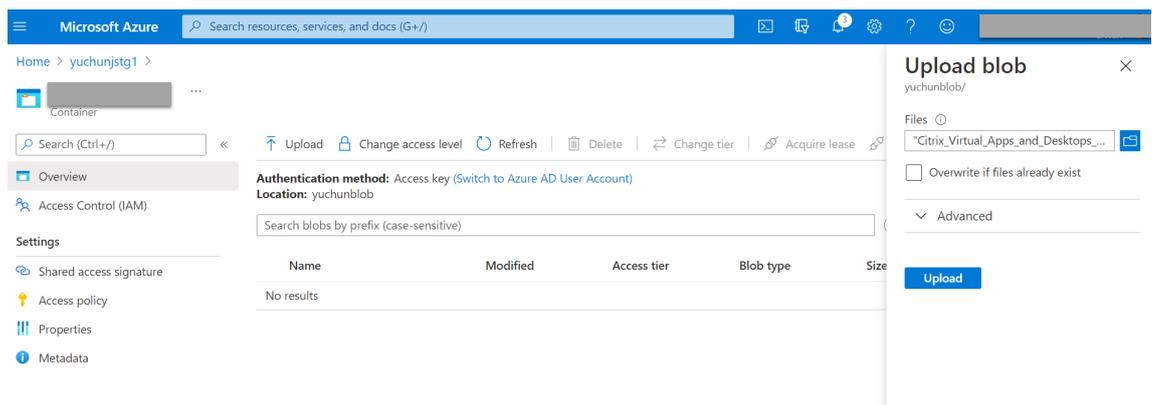 Microsoft Azure
Search resources, services, and docs (G+/)
3
Home > yuchunjstg1 >
...
Container
Search (Ctrl+/) «
Overview
Access Control (IAM)
Settings
Shared access signature
Access policy
Properties
Metadata
Upload Change access level Refresh Delete Change tier Acquire lease
Authentication method: Access key (Switch to Azure AD User Account)
Location: yuchunblob
Search blobs by prefix (case-sensitive)
Name Modified Access tier Blob type Size
No results
Upload blob
yuchunblob/
Files
"Citrix_Virtual_Apps_and_Desktops_...
Overwrite if files already exist
Advanced
Upload